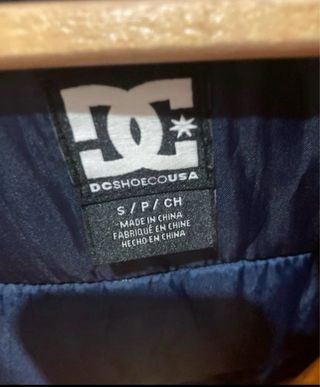 DC
DCSHOECOUSA
S / P / CH
MADE IN CHINA
FABRIQUÉ EN CHINE
HECHO EN CHINA